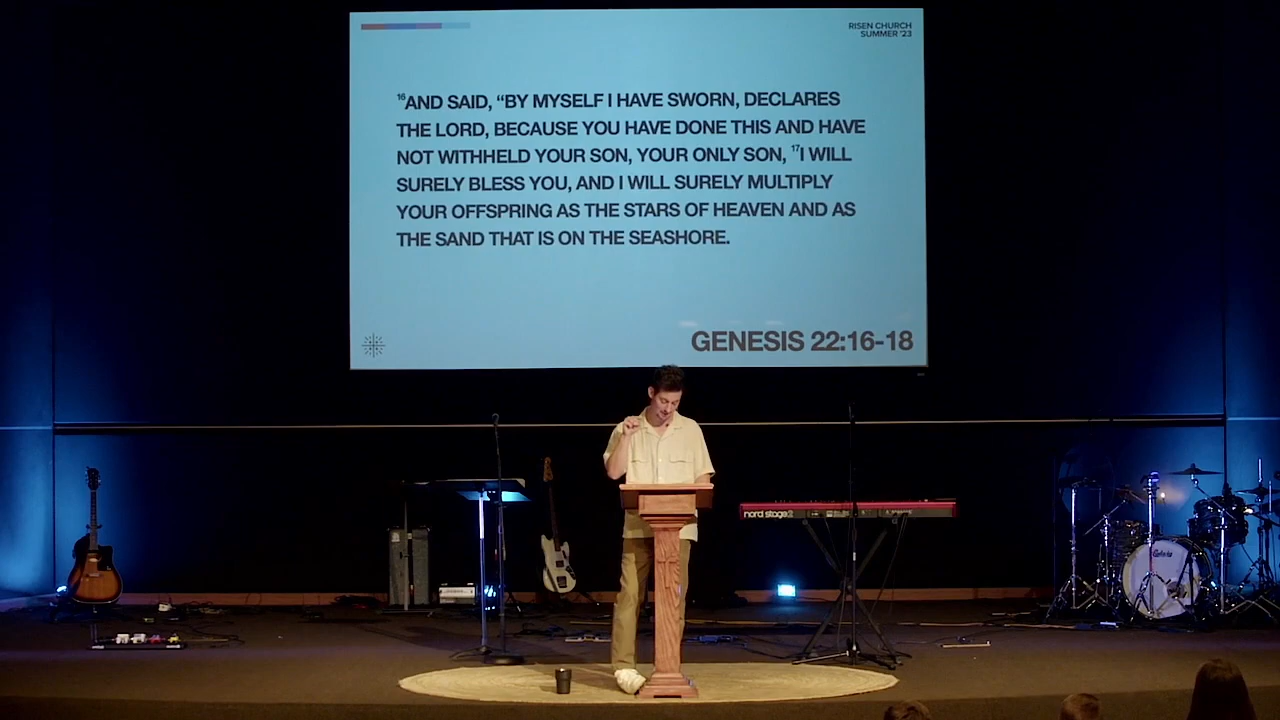 RISEN CHURCH
SUMMER '23
16AND SAID, “BY MYSELF I HAVE SWORN, DECLARES
THE LORD, BECAUSE YOU HAVE DONE THIS AND HAVE
NOT WITHHELD YOUR SON, YOUR ONLY SON, 17I WILL
SURELY BLESS YOU, AND I WILL SURELY MULTIPLY
YOUR OFFSPRING AS THE STARS OF HEAVEN AND AS
THE SAND THAT IS ON THE SEASHORE.
GENESIS 22:16-18
nord stage
Gretsch